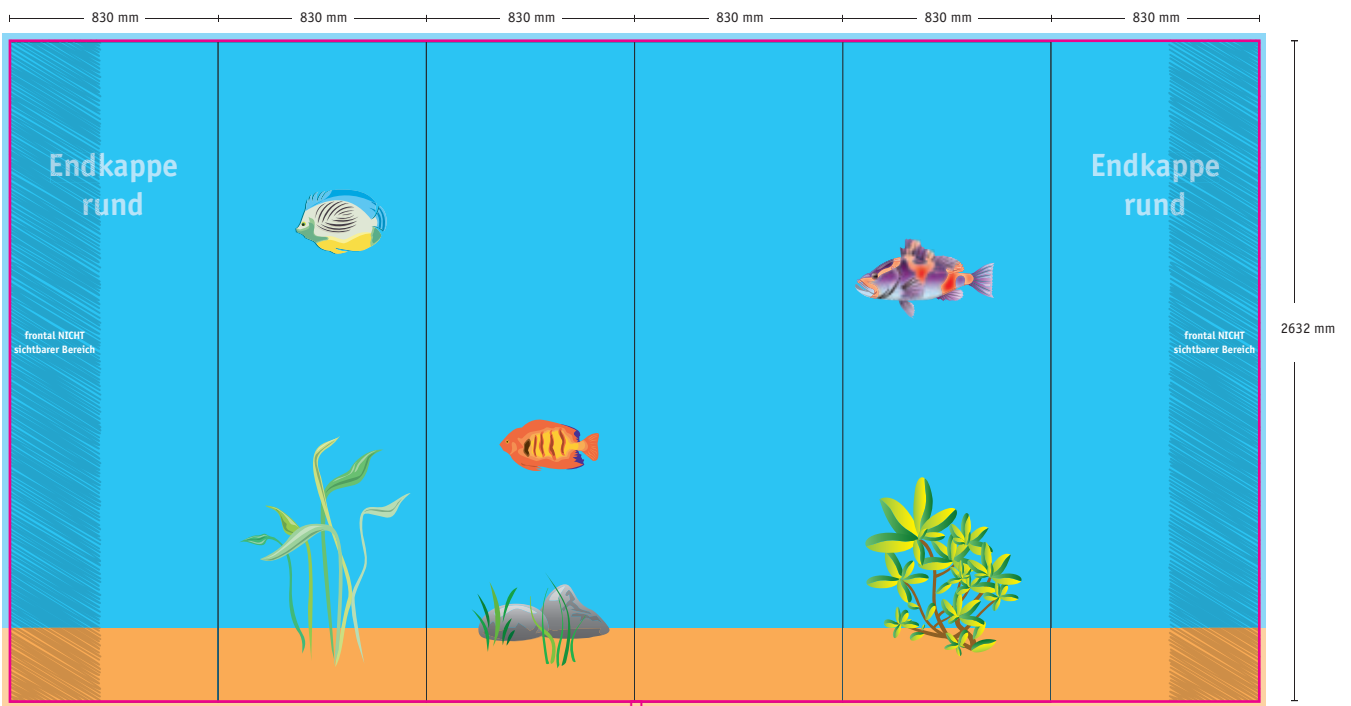 830 mm 830 mm 830 mm 830 mm 830 mm 830 mm
Endkappe
rund
Endkappe
rund
frontal NICHT
sichtbarer Bereich
frontal NICHT
sichtbarer Bereich
2632 mm